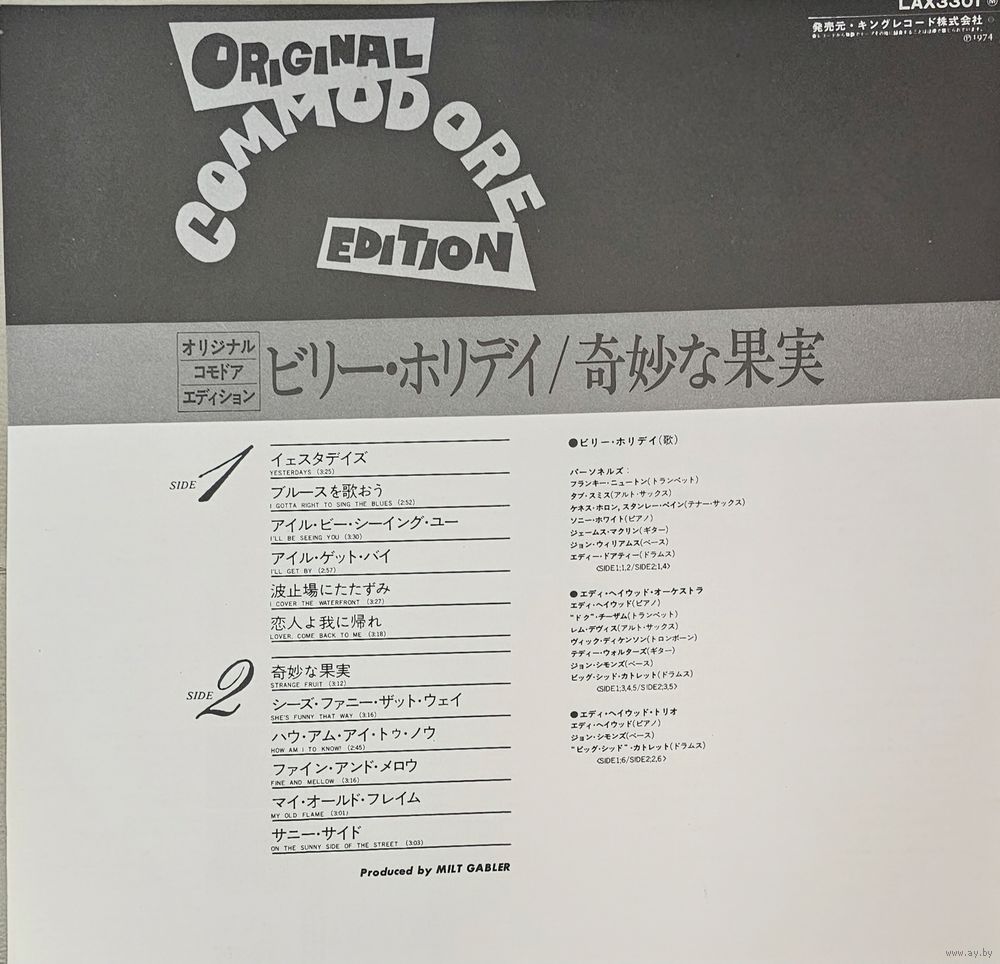 LAX3301 Ⓜ
発売元・キングレコード株式会社
Ⓟ1974
ORIGINAL
COMMODORE
EDITION
オリジナル
コモドア
エディション
ビリー・ホリデイ/奇妙な果実
SIDE 1
イェスタデイズ
YESTERDAYS (3:25)
ブルースを歌おう
I GOTTA RIGHT TO SING THE BLUES (2:52)
アイル・ビー・シーイング・ユー
I'LL BE SEEING YOU (3:30)
アイル・ゲット・バイ
I'LL GET BY (2:57)
波止場にたたずみ
I COVER THE WATERFRONT (3:27)
恋人よ我に帰れ
LOVER, COME BACK TO ME (3:18)
SIDE 2
奇妙な果実
STRANGE FRUIT (3:12)
シーズ・ファニー・ザット・ウェイ
SHE'S FUNNY THAT WAY (3:16)
ハウ・アム・アイ・トゥ・ノウ
HOW AM I TO KNOW! (2:45)
ファイン・アンド・メロウ
FINE AND MELLOW (3:16)
マイ・オールド・フレイム
MY OLD FLAME (3:01)
サニー・サイド
ON THE SUNNY SIDE OF THE STREET (3:03)
Produced by MILT GABLER
●ビリー・ホリデイ(歌)
パーソネルズ:
フランキー・ニュートン(トランペット)
タブ・スミス(アルト・サックス)
ケネス・ホロン, スタンレー・ペイン(テナー・サックス)
ソニー・ホワイト(ピアノ)
ジェームス・マクリン(ギター)
ジョン・ウィリアムス(ベース)
エディー・ドアティー(ドラムス)
<SIDE1;1,2/SIDE2;1,4>
●エディ・ヘイウッド・オーケストラ
エディ・ヘイウッド(ピアノ)
"ドク"・チーザム(トランペット)
レム・デヴィス(アルト・サックス)
ヴィック・ディケンソン(トロンボーン)
テディー・ウォルターズ(ギター)
ジョン・シモンズ(ベース)
ビッグ・シッド・カトレット(ドラムス)
<SIDE1;3,4,5/SIDE2;3,5>
●エディ・ヘイウッド・トリオ
エディ・ヘイウッド(ピアノ)
ジョン・シモンズ(ベース)
"ビッグ・シッド"・カトレット(ドラムス)
<SIDE1;6/SIDE2;2,6>
www.ay.by